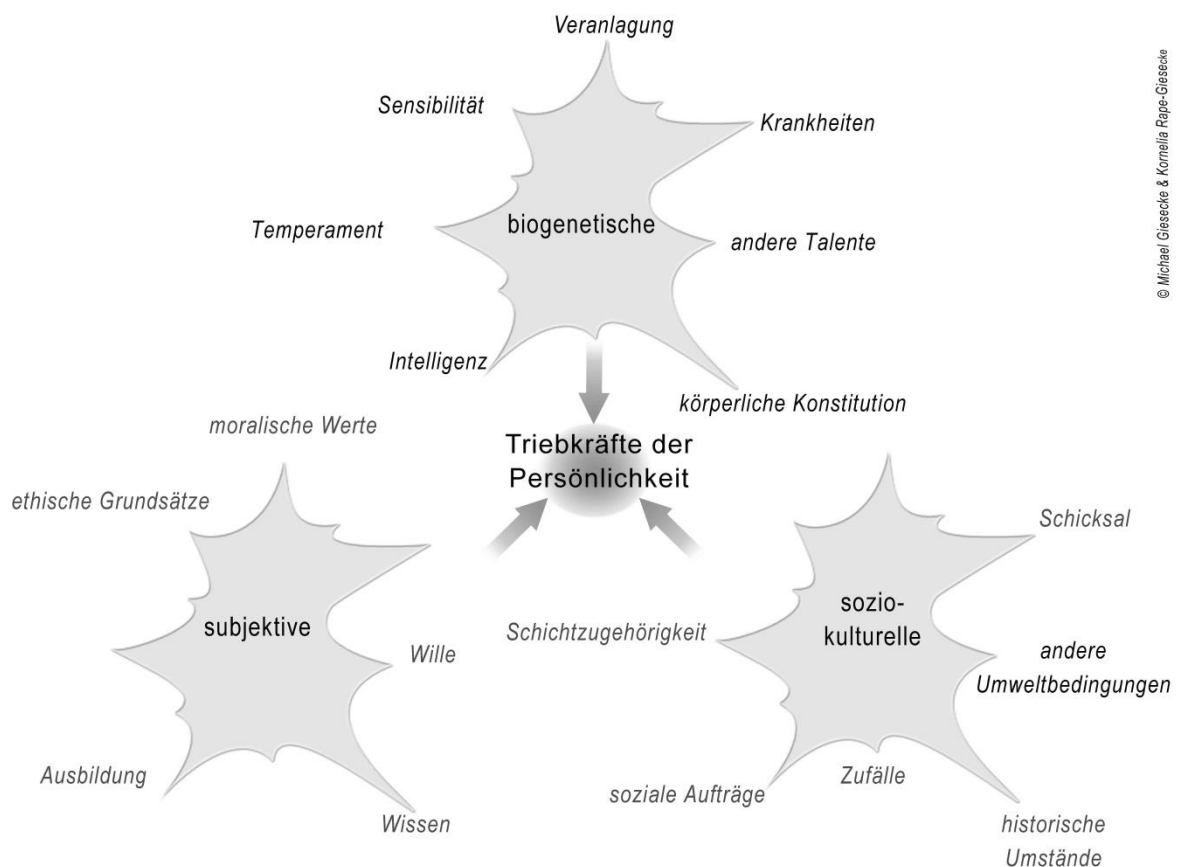 Veranlagung
Sensibilität
Krankheiten
Temperament
biogenetische
andere Talente
Intelligenz
körperliche Konstitution
Triebkräfte der
Persönlichkeit
moralische Werte
ethische Grundsätze
subjektive
Wille
Ausbildung
Wissen
Schicksal
Schichtzugehörigkeit
sozio-
kulturelle
andere
Umweltbedingungen
soziale Aufträge
Zufälle
historische
Umstände
© Michael Giesecke & Kornelia Rape-Giesecke